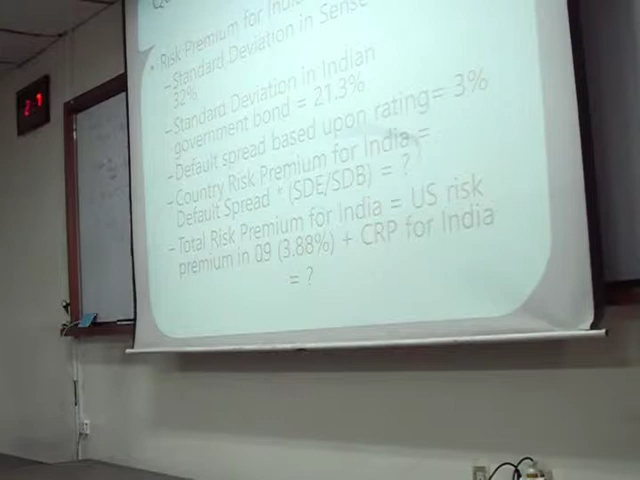 • Risk Premium for India
–Standard Deviation in Sense
32%
–Standard Deviation in Indian
government bond = 21.3%
–Default spread based upon rating= 3%
–Country Risk Premium for India =
Default Spread * (SDE/SDB) = ?
–Total Risk Premium for India = US risk
premium in 09 (3.88%) + CRP for India
= ?